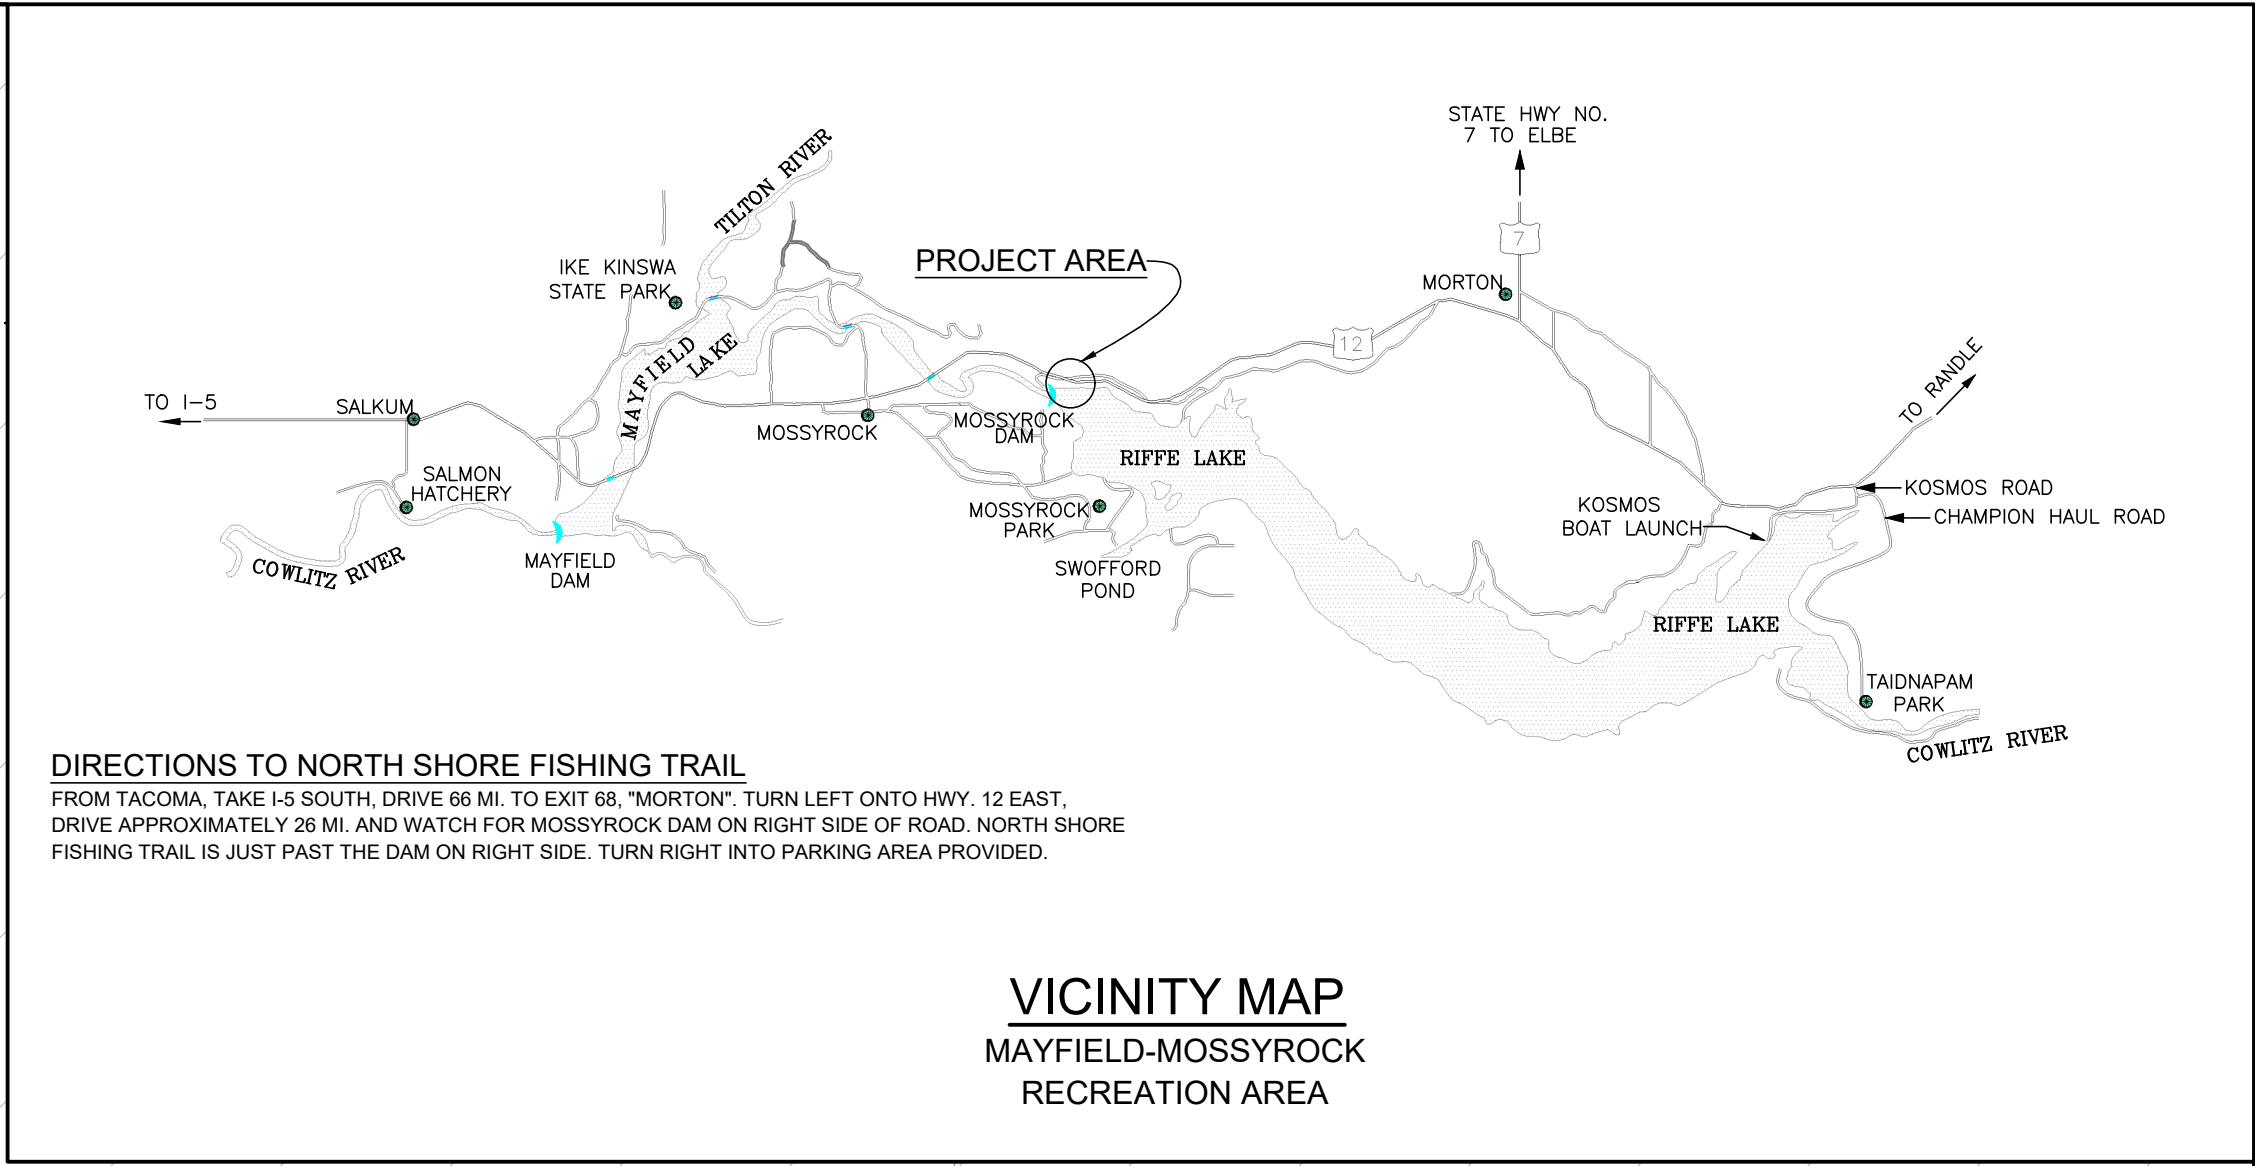 STATE HWY NO.
7 TO ELBE
7
TILTON RIVER
PROJECT AREA
IKE KINSWA
STATE PARK
MORTON
12
MAYFIELD
LAKE
TO RANDLE
TO I-5
SALKUM
MOSSYROCK
MOSSYROCK
DAM
RIFFE LAKE
SALMON
HATCHERY
KOSMOS ROAD
KOSMOS
BOAT LAUNCH
CHAMPION HAUL ROAD
MOSSYROCK
PARK
COWLITZ RIVER
MAYFIELD
DAM
SWOFFORD
POND
RIFFE LAKE
TAIDNAPAM
PARK
COWLITZ RIVER
DIRECTIONS TO NORTH SHORE FISHING TRAIL
FROM TACOMA, TAKE I-5 SOUTH, DRIVE 66 MI. TO EXIT 68, "MORTON". TURN LEFT ONTO HWY. 12 EAST,
DRIVE APPROXIMATELY 26 MI. AND WATCH FOR MOSSYROCK DAM ON RIGHT SIDE OF ROAD. NORTH SHORE
FISHING TRAIL IS JUST PAST THE DAM ON RIGHT SIDE. TURN RIGHT INTO PARKING AREA PROVIDED.
VICINITY MAP
MAYFIELD-MOSSYROCK
RECREATION AREA